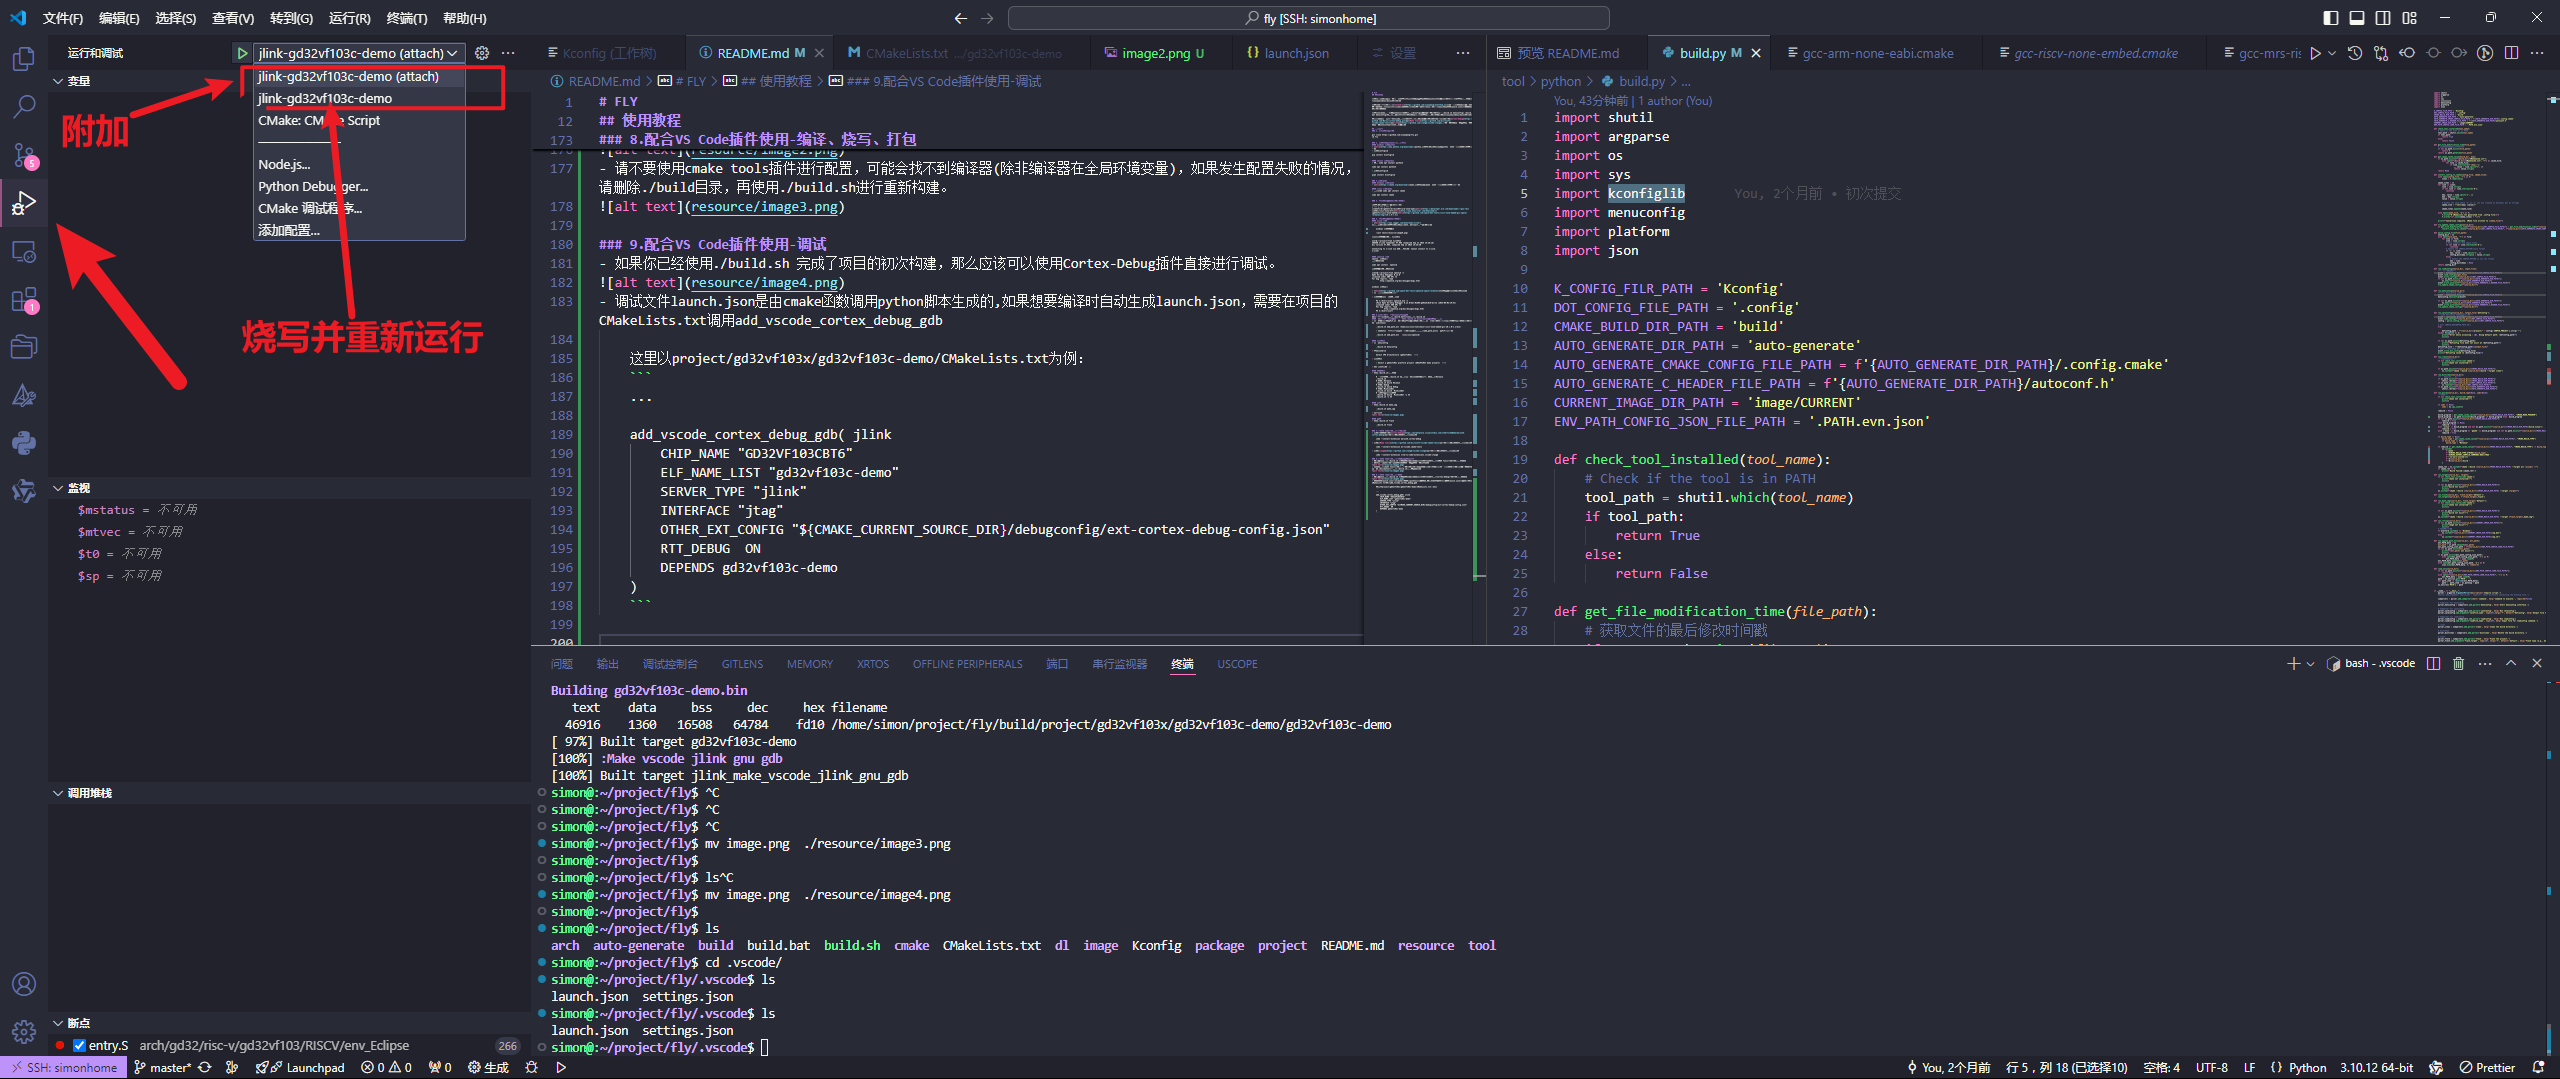 文件(F) 编辑(E) 选择(S) 查看(V) 转到(G) 运行(R) 终端(T) 帮助(H)
fly [SSH: simonhome]
运行和调试
jlink-gd32vf103c-demo (attach)
jlink-gd32vf103c-demo (attach)
jlink-gd32vf103c-demo
CMake: CMake Script
Node.js...
Python Debugger...
CMake 调试程序...
添加配置...
附加
烧写并重新运行
变量
监视
$mstatus = 不可用
$mtvec = 不可用
$t0 = 不可用
$sp = 不可用
调用堆栈
断点
entry.S arch/gd32/risc-v/gd32vf103/RISCV/env_Eclipse 266
5
1
Kconfig (工作树) README.md M CMakeLists.txt .../gd32vf103c-demo image2.png U launch.json 设置
README.md > # FLY > ## 使用教程 > ### 9.配合VS Code插件使用-调试
1 # FLY
12 ## 使用教程
173 ### 8.配合VS Code插件使用-编译、烧写、打包
176 ![alt text](resource/image2.png)
177 - 请不要使用cmake tools插件进行配置，可能会找不到编译器(除非编译器在全局环境变量)，如果发生配置失败的情况，
请删除./build目录，再使用./build.sh进行重新构建。
178 ![alt text](resource/image3.png)
179
180 ### 9.配合VS Code插件使用-调试
181 - 如果你已经使用./build.sh 完成了项目的初次构建，那么应该可以使用Cortex-Debug插件直接进行调试。
182 ![alt text](resource/image4.png)
183 - 调试文件launch.json是由cmake函数调用python脚本生成的,如果想要编译时自动生成launch.json，需要在项目的
CMakeLists.txt调用add_vscode_cortex_debug_gdb
184
185 这里以project/gd32vf103x/gd32vf103c-demo/CMakeLists.txt为例：
186 ```
187 ...
188
189 add_vscode_cortex_debug_gdb( jlink
190 CHIP_NAME "GD32VF103CBT6"
191 ELF_NAME_LIST "gd32vf103c-demo"
192 SERVER_TYPE "jlink"
193 INTERFACE "jtag"
194 OTHER_EXT_CONFIG "${CMAKE_CURRENT_SOURCE_DIR}/debugconfig/ext-cortex-debug-config.json"
195 RTT_DEBUG ON
196 DEPENDS gd32vf103c-demo
197 )
198 ```
199
200
预览 README.md build.py M gcc-arm-none-eabi.cmake gcc-riscv-none-embed.cmake gcc-mrs-ris
tool > python > build.py > ...
You, 43分钟前 | 1 author (You)
1 import shutil
2 import argparse
3 import os
4 import sys
5 import kconfiglib You, 2个月前 • 初次提交
6 import menuconfig
7 import platform
8 import json
9
10 K_CONFIG_FILR_PATH = 'Kconfig'
11 DOT_CONFIG_FILE_PATH = '.config'
12 CMAKE_BUILD_DIR_PATH = 'build'
13 AUTO_GENERATE_DIR_PATH = 'auto-generate'
14 AUTO_GENERATE_CMAKE_CONFIG_FILE_PATH = f'{AUTO_GENERATE_DIR_PATH}/.config.cmake'
15 AUTO_GENERATE_C_HEADER_FILE_PATH = f'{AUTO_GENERATE_DIR_PATH}/autoconf.h'
16 CURRENT_IMAGE_DIR_PATH = 'image/CURRENT'
17 ENV_PATH_CONFIG_JSON_FILE_PATH = '.PATH.evn.json'
18
19 def check_tool_installed(tool_name):
20 # Check if the tool is in PATH
21 tool_path = shutil.which(tool_name)
22 if tool_path:
23 return True
24 else:
25 return False
26
27 def get_file_modification_time(file_path):
28 # 获取文件的最后修改时间戳
问题 输出 调试控制台 GITLENS MEMORY XRTOS OFFLINE PERIPHERALS 端口 串行监视器 终端 USCOPE
bash - .vscode
Building gd32vf103c-demo.bin
text data bss dec hex filename
46916 1360 16508 64784 fd10 /home/simon/project/fly/build/project/gd32vf103x/gd32vf103c-demo/gd32vf103c-demo
[ 97%] Built target gd32vf103c-demo
[100%] :Make vscode jlink gnu gdb
[100%] Built target jlink_make_vscode_jlink_gnu_gdb
simon@:~/project/fly$ ^C
simon@:~/project/fly$ ^C
simon@:~/project/fly$ ^C
simon@:~/project/fly$ mv image.png ./resource/image3.png
simon@:~/project/fly$
simon@:~/project/fly$ ls^C
simon@:~/project/fly$ mv image.png ./resource/image4.png
simon@:~/project/fly$
simon@:~/project/fly$ ls
arch auto-generate build build.bat build.sh cmake CMakeLists.txt dl image Kconfig package project README.md resource tool
simon@:~/project/fly$ cd .vscode/
simon@:~/project/fly/.vscode$ ls
launch.json settings.json
simon@:~/project/fly/.vscode$ ls
launch.json settings.json
simon@:~/project/fly/.vscode$
SSH: simonhome master* Launchpad 0 0 0 生成 You, 2个月前 行 5，列 18 (已选择10) 空格: 4 UTF-8 LF Python 3.10.12 64-bit Prettier